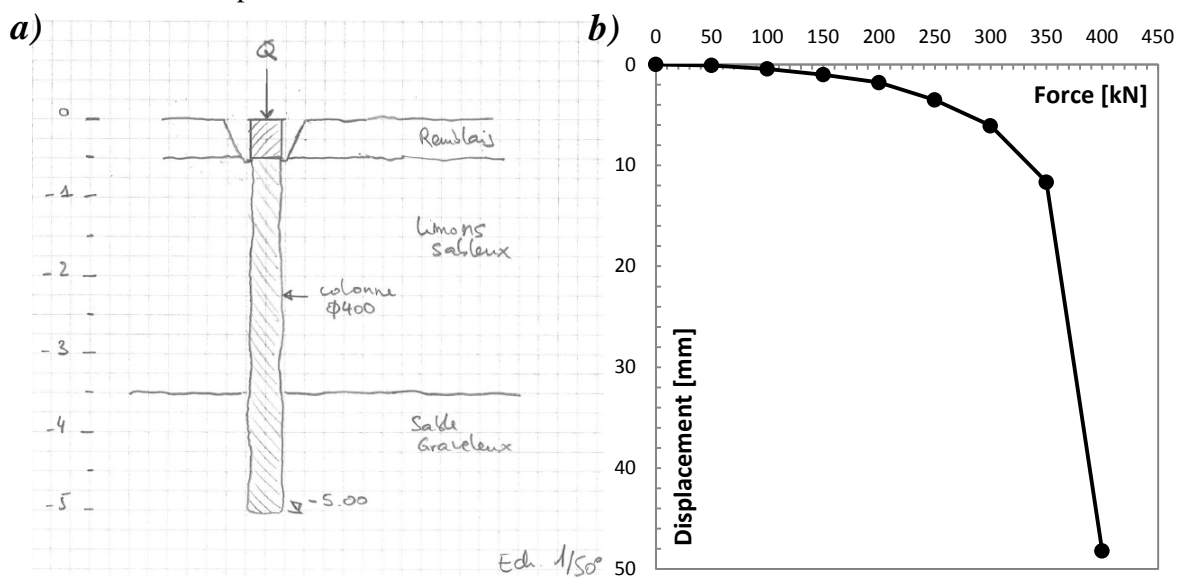 a)
Q
0
Remblais
-1
Limons
sableux
-2
colonne
Φ400
-3
-4
Sable
Graveleux
-5
-5.00
Ech. 1/50°
b)
0 50 100 150 200 250 300 350 400 450
Force [kN]
0
10
20
30
40
50
Displacement [mm]